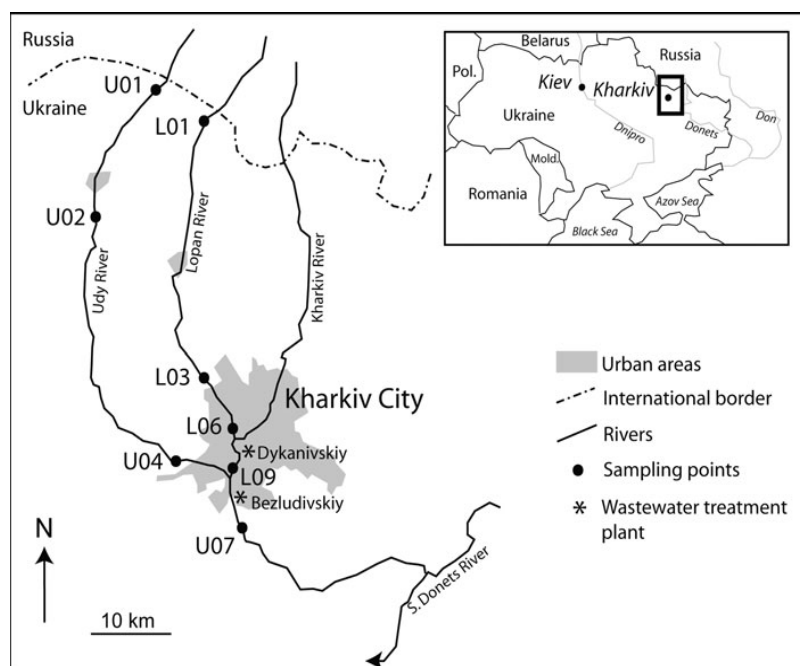 Russia
Ukraine
U01
L01
U02
Udy River
Lopan River
Kharkiv River
L03
Kharkiv City
L06
Dykanivskiy
U04
L09
Bezludivskiy
U07
S. Donets River
N
10 km
Belarus
Russia
Pol.
Kiev
Kharkiv
Ukraine
Dnipro
Donets
Don
Mold.
Romania
Azov Sea
Black Sea
Urban areas
International border
Rivers
Sampling points
Wastewater treatment
plant